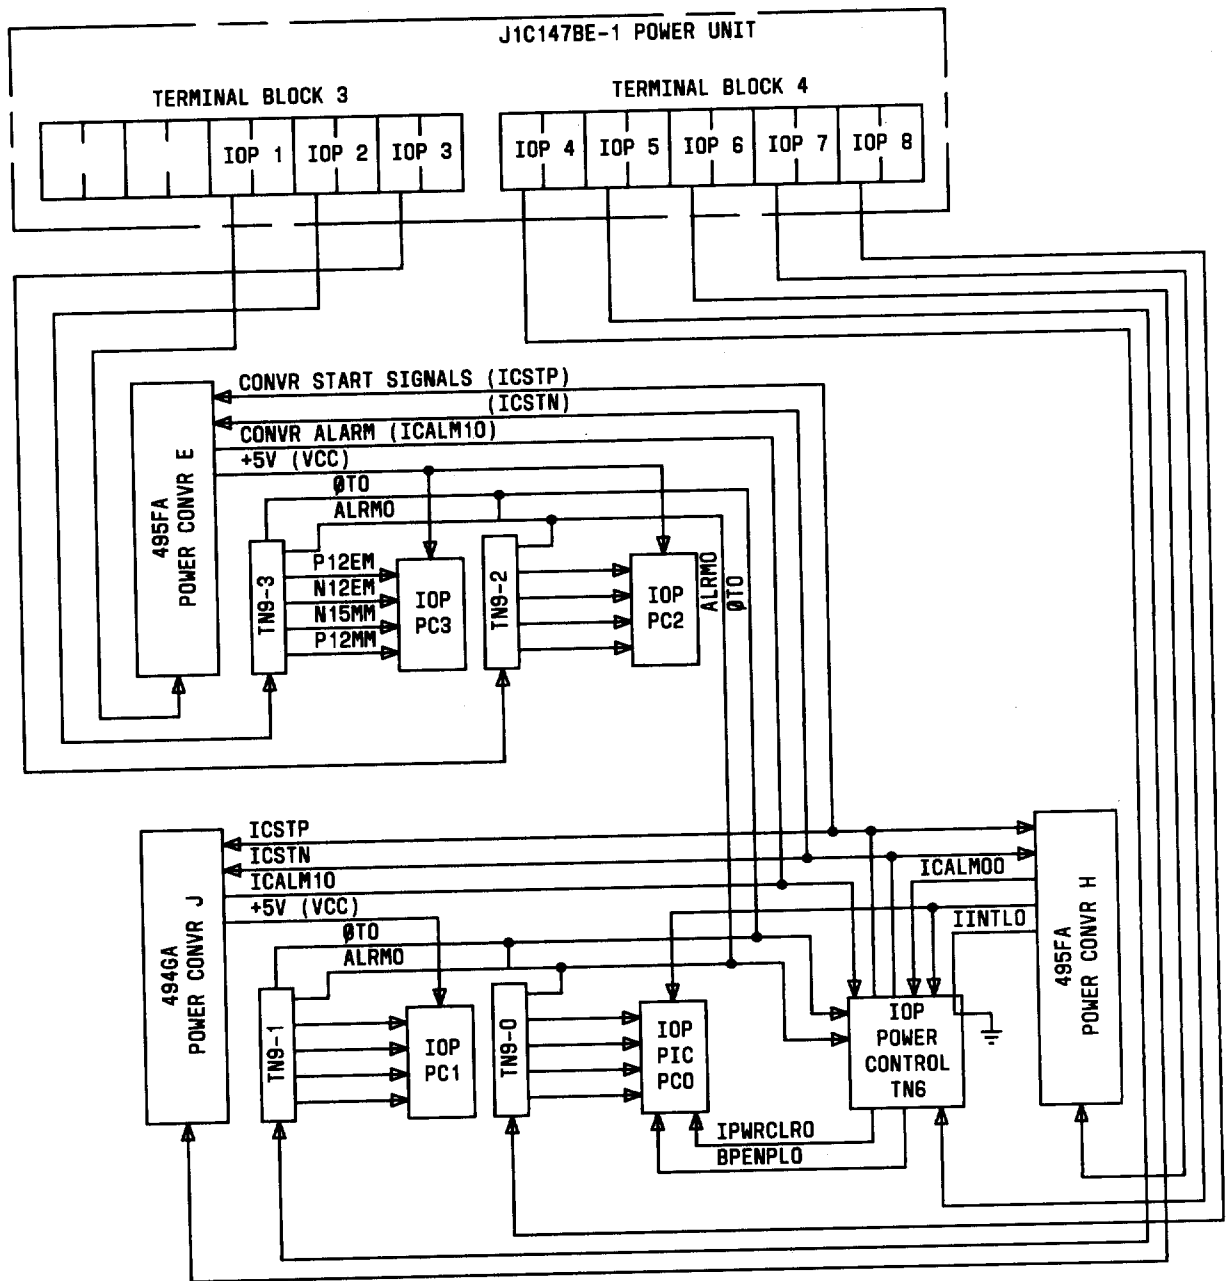 J1C147BE-1 POWER UNIT
TERMINAL BLOCK 3
TERMINAL BLOCK 4
IOP 1
IOP 2
IOP 3
IOP 4
IOP 5
IOP 6
IOP 7
IOP 8
CONVR START SIGNALS (ICSTP)
(ICSTN)
CONVR ALARM (ICALM10)
+5V (VCC)
ØTO
ALRMO
495FA
POWER CONVR E
TN9-3
P12EM
N12EM
N15MM
P12MM
IOP
PC3
TN9-2
IOP
PC2
ALRMO
ØTO
ICSTP
ICSTN
ICALM10
+5V (VCC)
ØTO
ALRMO
494GA
POWER CONVR J
TN9-1
IOP
PC1
TN9-0
IOP
PIC
PC0
ICALM00
IINTLO
IOP
POWER
CONTROL
TN6
495FA
POWER CONVR H
IPWRCLRO
BPENPLO